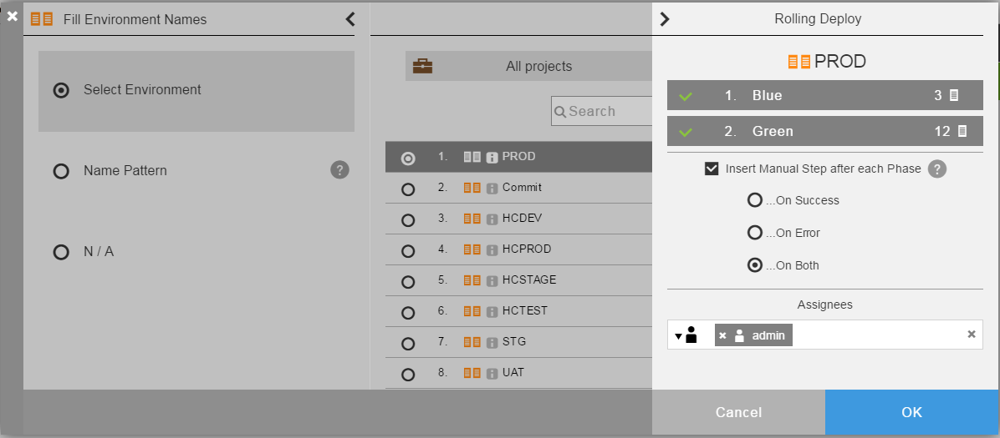 Fill Environment Names
Select Environment
Name Pattern
?
N / A
All projects
Search
1. PROD
2. Commit
3. HCDEV
4. HCPROD
5. HCSTAGE
6. HCTEST
7. STG
8. UAT
Rolling Deploy
PROD
1. Blue 3
2. Green 12
Insert Manual Step after each Phase ?
...On Success
...On Error
...On Both
Assignees
admin
Cancel
OK